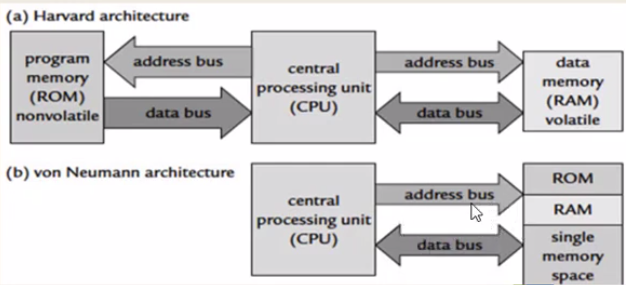 (a) Harvard architecture
program
memory
(ROM)
nonvolatile
address bus
data bus
central
processing unit
(CPU)
address bus
data bus
data
memory
(RAM)
volatile
(b) von Neumann architecture
central
processing unit
(CPU)
address bus
data bus
ROM
RAM
single
memory
space